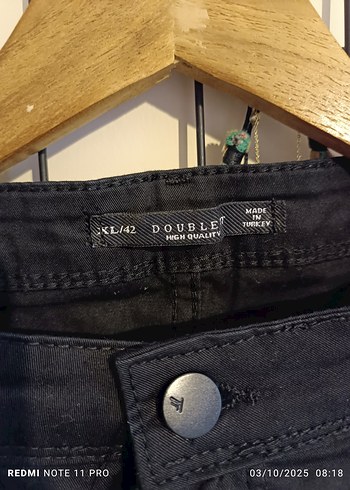 XL/42 DOUBLE F HIGH QUALITY MADE IN TURKEY
REDMI NOTE 11 PRO
03/10/2025 08:18